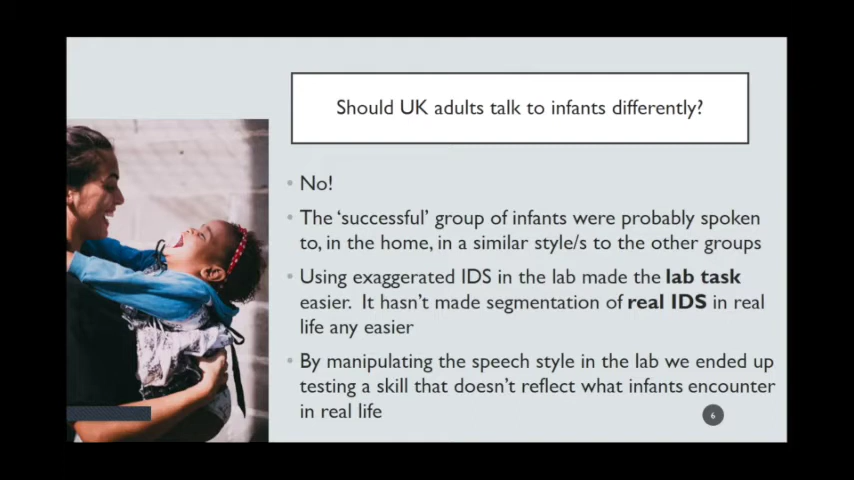 Should UK adults talk to infants differently?
• No!
• The ‘successful’ group of infants were probably spoken
to, in the home, in a similar style/s to the other groups
• Using exaggerated IDS in the lab made the lab task
easier. It hasn’t made segmentation of real IDS in real
life any easier
• By manipulating the speech style in the lab we ended up
testing a skill that doesn’t reflect what infants encounter
in real life
6